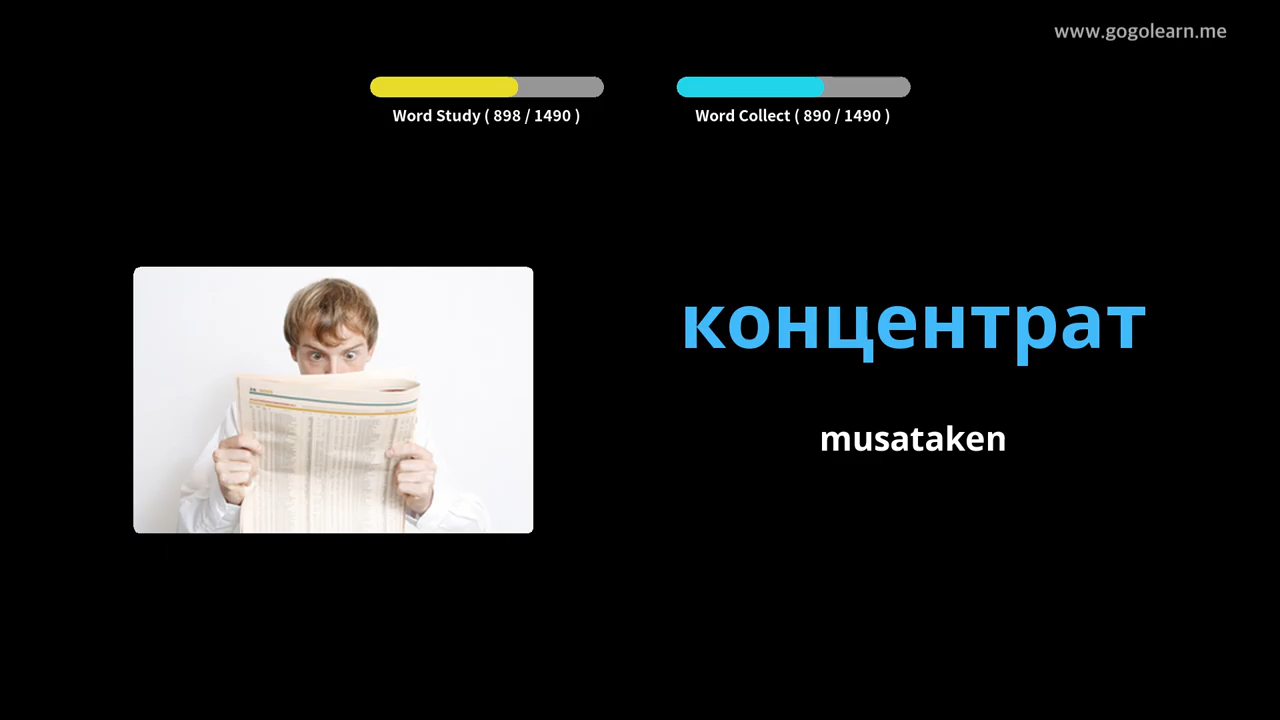 www.gogolearn.me
Word Study ( 898 / 1490 )
Word Collect ( 890 / 1490 )
концентрат
musataken